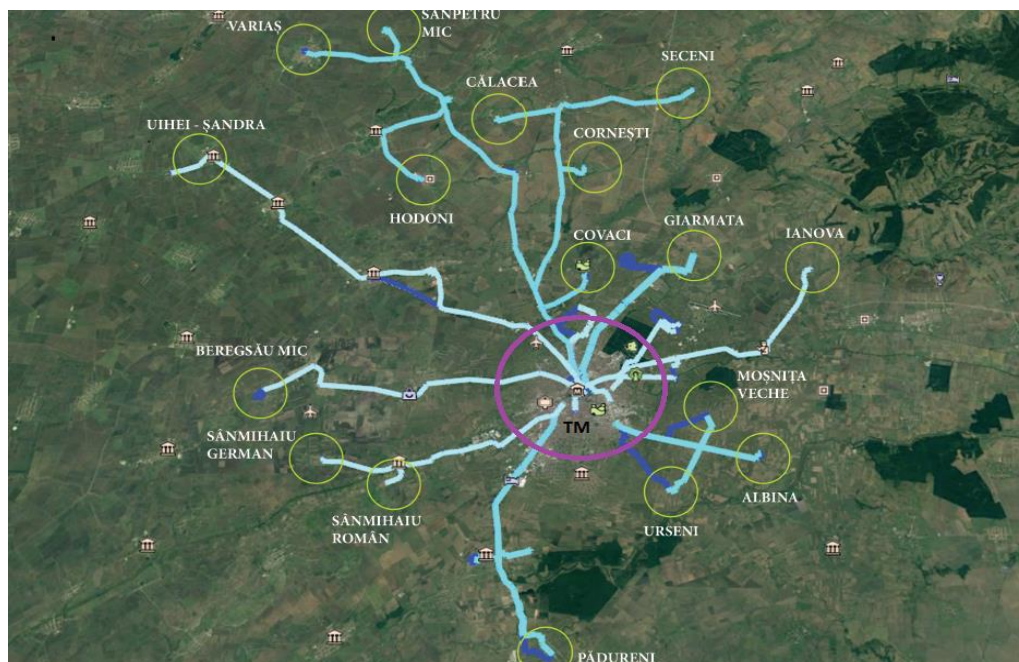 SÂNPETRU
MIC
VARIAȘ
SECENI
CĂLACEA
UIHEI - ȘANDRA
CORNEȘTI
HODONI
COVACI
GIARMATA
IANOVA
BEREGSĂU MIC
MOȘNIȚA
VECHE
TM
SÂNMIHAIU
GERMAN
ALBINA
SÂNMIHAIU
ROMÂN
URSENI
PĂDURENI